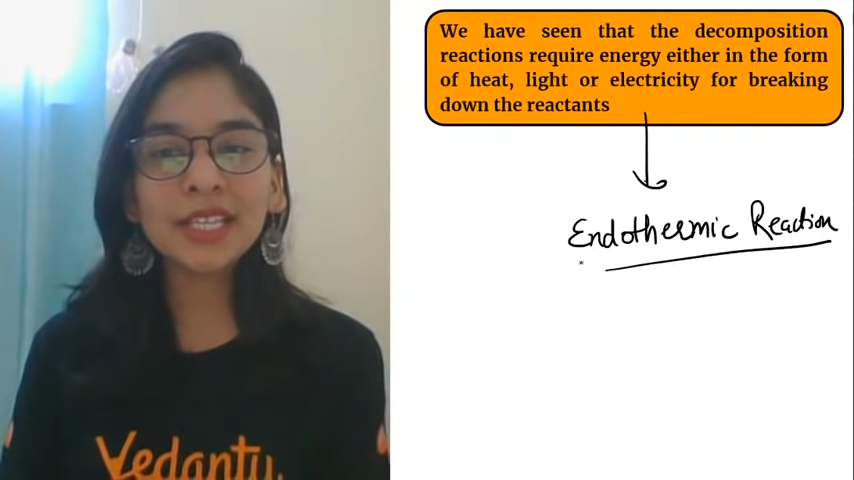 We have seen that the decomposition
reactions require energy either in the form
of heat, light or electricity for breaking
down the reactants
Endothermic Reaction
Vedantu